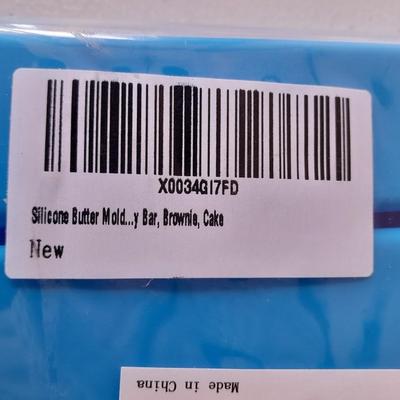 X0034GI7FD
Silicone Butter Mold...y Bar, Brownie, Cake
New
Made in China